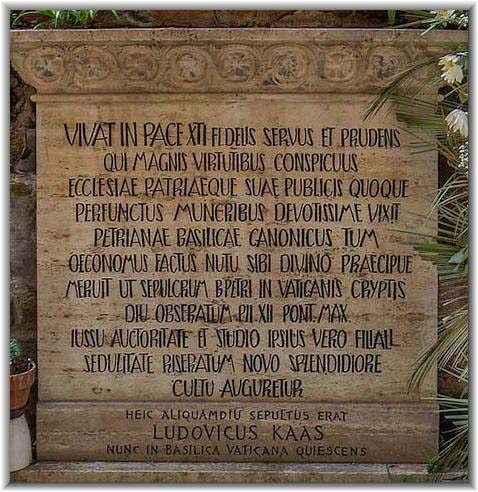 VIVAT IN PACE XTI FIDELIS SERVUS ET PRUDENS
QUI MAGNIS VIRTUTIBUS CONSPICUUS
ECCLESIAE PATRIAEQUE SUAE PUBLICIS QUOQUE
PERFUNCTUS MUNERIBUS DEVOTISSIME VIXIT
PETRIANAE BASILICAE CANONICUS TUM
OECONOMUS FACTUS NUTU SIBI DIVINO PRAECIPUE
MERUIT UT SEPULCRUM B.PETRI IN VATICANIS CRYPTIS
DIU OBSERATUM PII XII PONT. MAX.
IUSSU AUCTORITATE ET STUDIO IPSIUS VERO FILIALI
SEDULITATE RESERATUM NOVO SPLENDIDIORE
CULTU AUGURETUR
HEIC ALIQUAMDIU SEPULTUS ERAT
LUDOVICUS KAAS
NUNC IN BASILICA VATICANA QUIESCENS